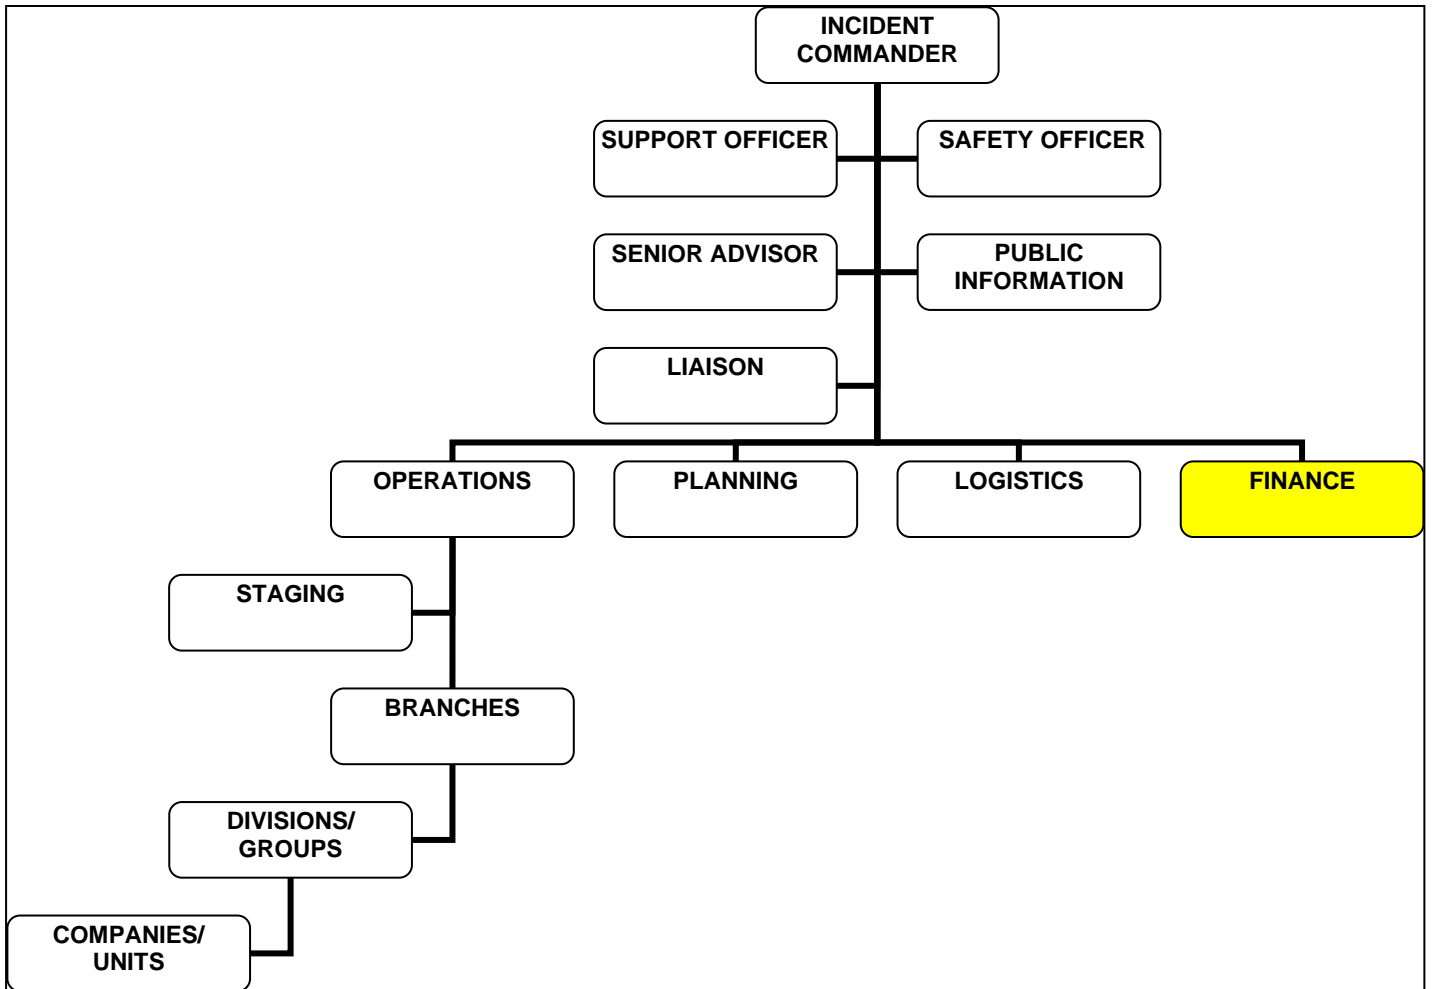 INCIDENT
COMMANDER
SUPPORT OFFICER
SAFETY OFFICER
SENIOR ADVISOR
PUBLIC
INFORMATION
LIAISON
OPERATIONS
PLANNING
LOGISTICS
FINANCE
STAGING
BRANCHES
DIVISIONS/
GROUPS
COMPANIES/
UNITS